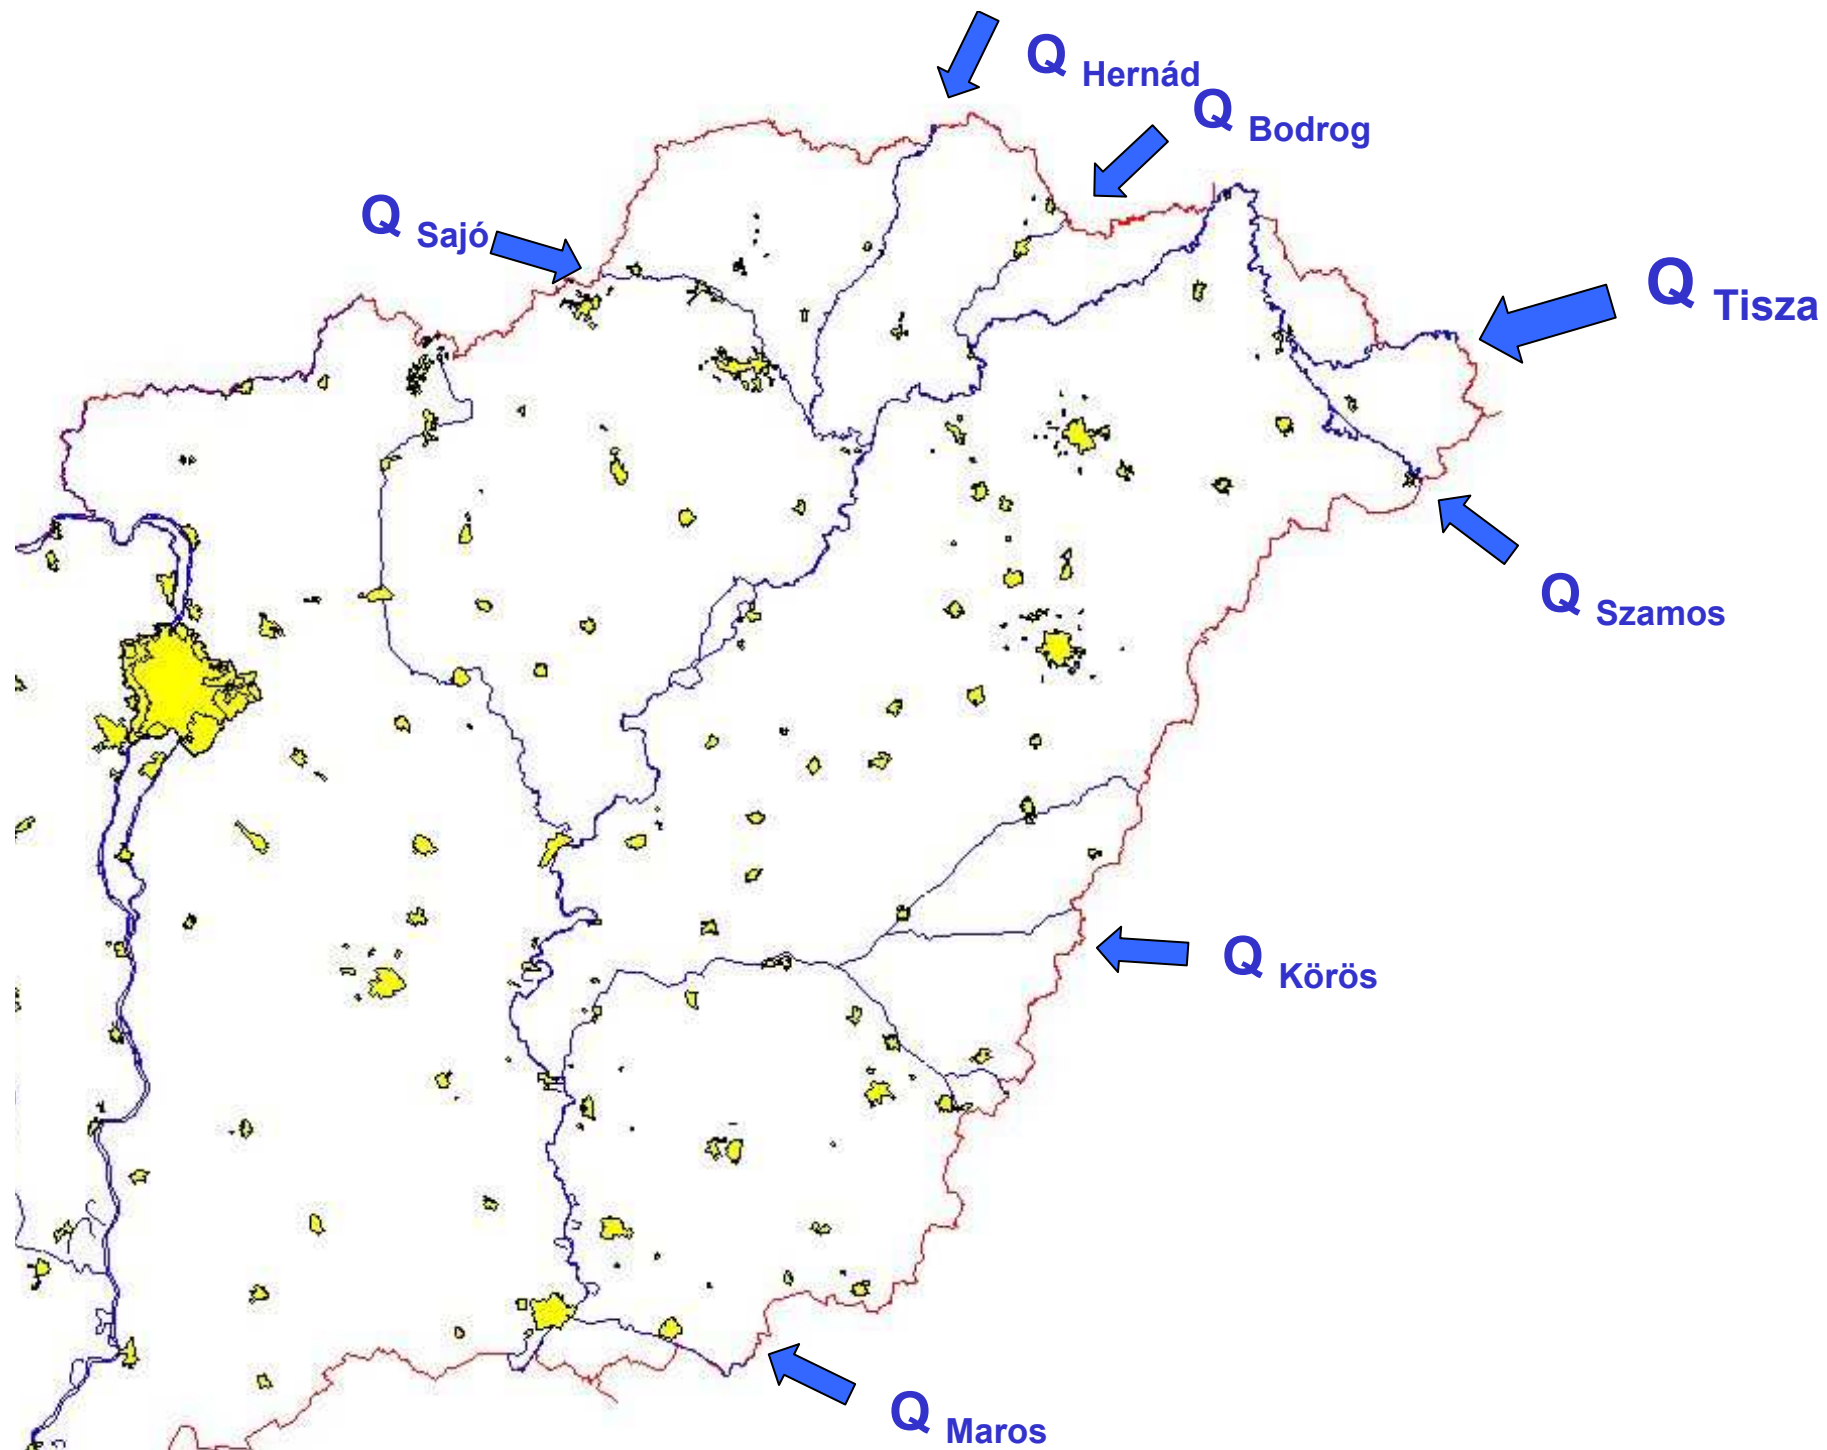 Q Hernád
Q Bodrog
Q Sajó
Q Tisza
Q Szamos
Q Körös
Q Maros